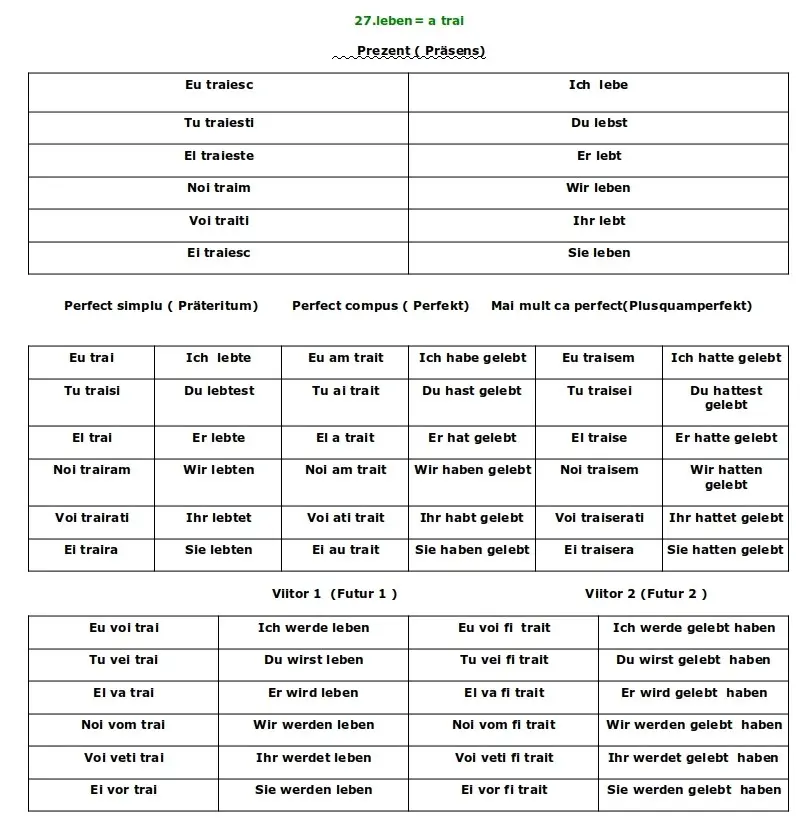 27.leben = a trai
Prezent ( Präsens)
Eu traiesc Ich lebe
Tu traiesti Du lebst
El traieste Er lebt
Noi traim Wir leben
Voi traiti Ihr lebt
Ei traiesc Sie leben
Perfect simplu ( Präteritum) Perfect compus ( Perfekt) Mai mult ca perfect(Plusquamperfekt)
Eu trai Ich lebte Eu am trait Ich habe gelebt Eu traisem Ich hatte gelebt
Tu traisi Du lebtest Tu ai trait Du hast gelebt Tu traisei Du hattest
gelebt
El trai Er lebte El a trait Er hat gelebt El traise Er hatte gelebt
Noi trairam Wir lebten Noi am trait Wir haben gelebt Noi traisem Wir hatten
gelebt
Voi trairati Ihr lebtet Voi ati trait Ihr habt gelebt Voi traiserati Ihr hattet gelebt
Ei traira Sie lebten Ei au trait Sie haben gelebt Ei traisera Sie hatten gelebt
Viitor 1 (Futur 1 ) Viitor 2 (Futur 2 )
Eu voi trai Ich werde leben Eu voi fi trait Ich werde gelebt haben
Tu vei trai Du wirst leben Tu vei fi trait Du wirst gelebt haben
El va trai Er wird leben El va fi trait Er wird gelebt haben
Noi vom trai Wir werden leben Noi vom fi trait Wir werden gelebt haben
Voi veti trai Ihr werdet leben Voi veti fi trait Ihr werdet gelebt haben
Ei vor trai Sie werden leben Ei vor fi trait Sie werden gelebt haben